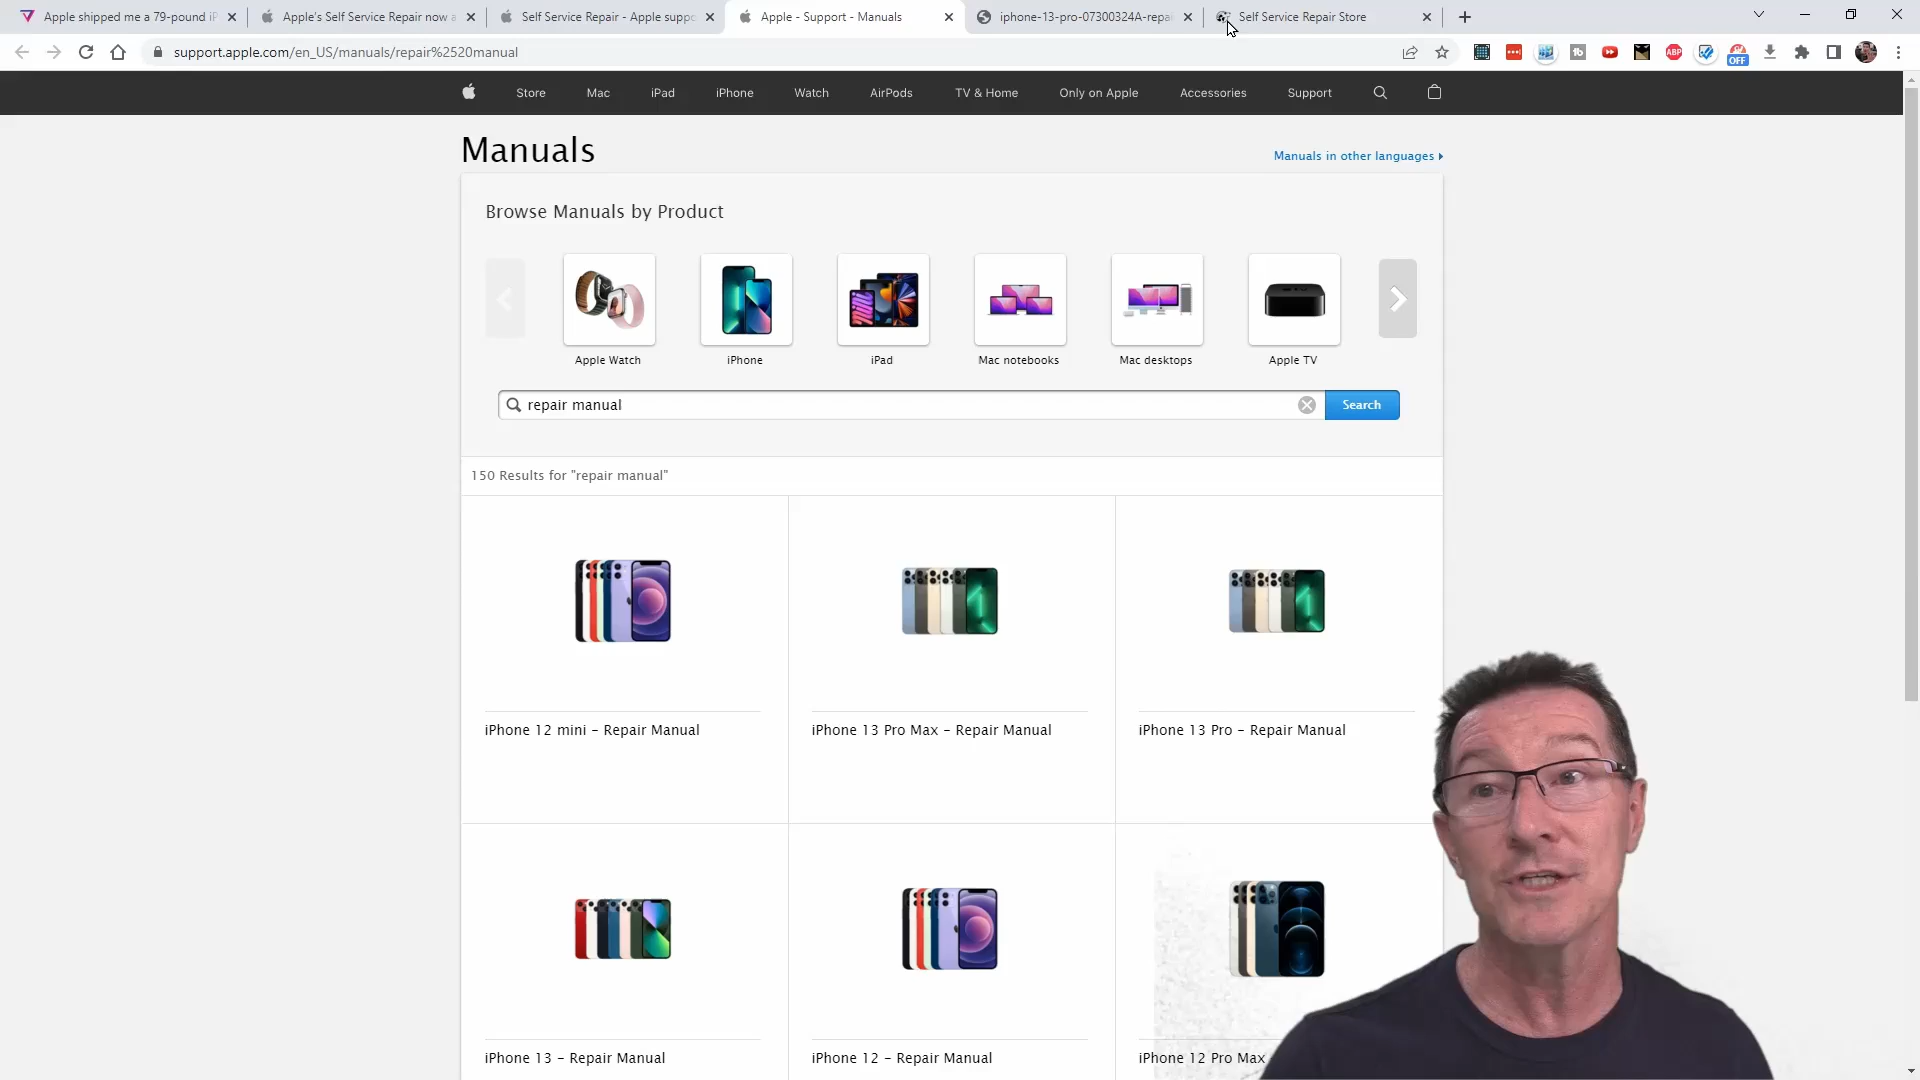 Apple shipped me a 79-pound iP
Apple's Self Service Repair now a
Self Service Repair - Apple suppo
Apple - Support - Manuals
iphone-13-pro-07300324A-repai
Self Service Repair Store
support.apple.com/en_US/manuals/repair%2520manual
ABP
OFF
Store
Mac
iPad
iPhone
Watch
AirPods
TV & Home
Only on Apple
Accessories
Support
Manuals
Manuals in other languages
Browse Manuals by Product
Apple Watch
iPhone
iPad
Mac notebooks
Mac desktops
Apple TV
repair manual
Search
150 Results for "repair manual"
iPhone 12 mini – Repair Manual
iPhone 13 Pro Max – Repair Manual
iPhone 13 Pro – Repair Manual
iPhone 13 – Repair Manual
iPhone 12 – Repair Manual
iPhone 12 Pro Max